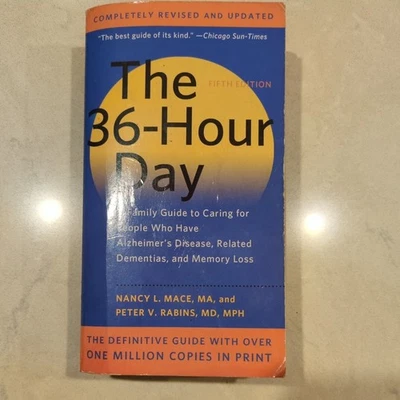 COMPLETELY REVISED AND UPDATED
"The best guide of its kind." —Chicago Sun-Times
The
FIFTH EDITION
36-Hour
Day
A Family Guide to Caring for
People Who Have
Alzheimer's Disease, Related
Dementias, and Memory Loss
NANCY L. MACE, MA, and
PETER V. RABINS, MD, MPH
THE DEFINITIVE GUIDE WITH OVER
ONE MILLION COPIES IN PRINT